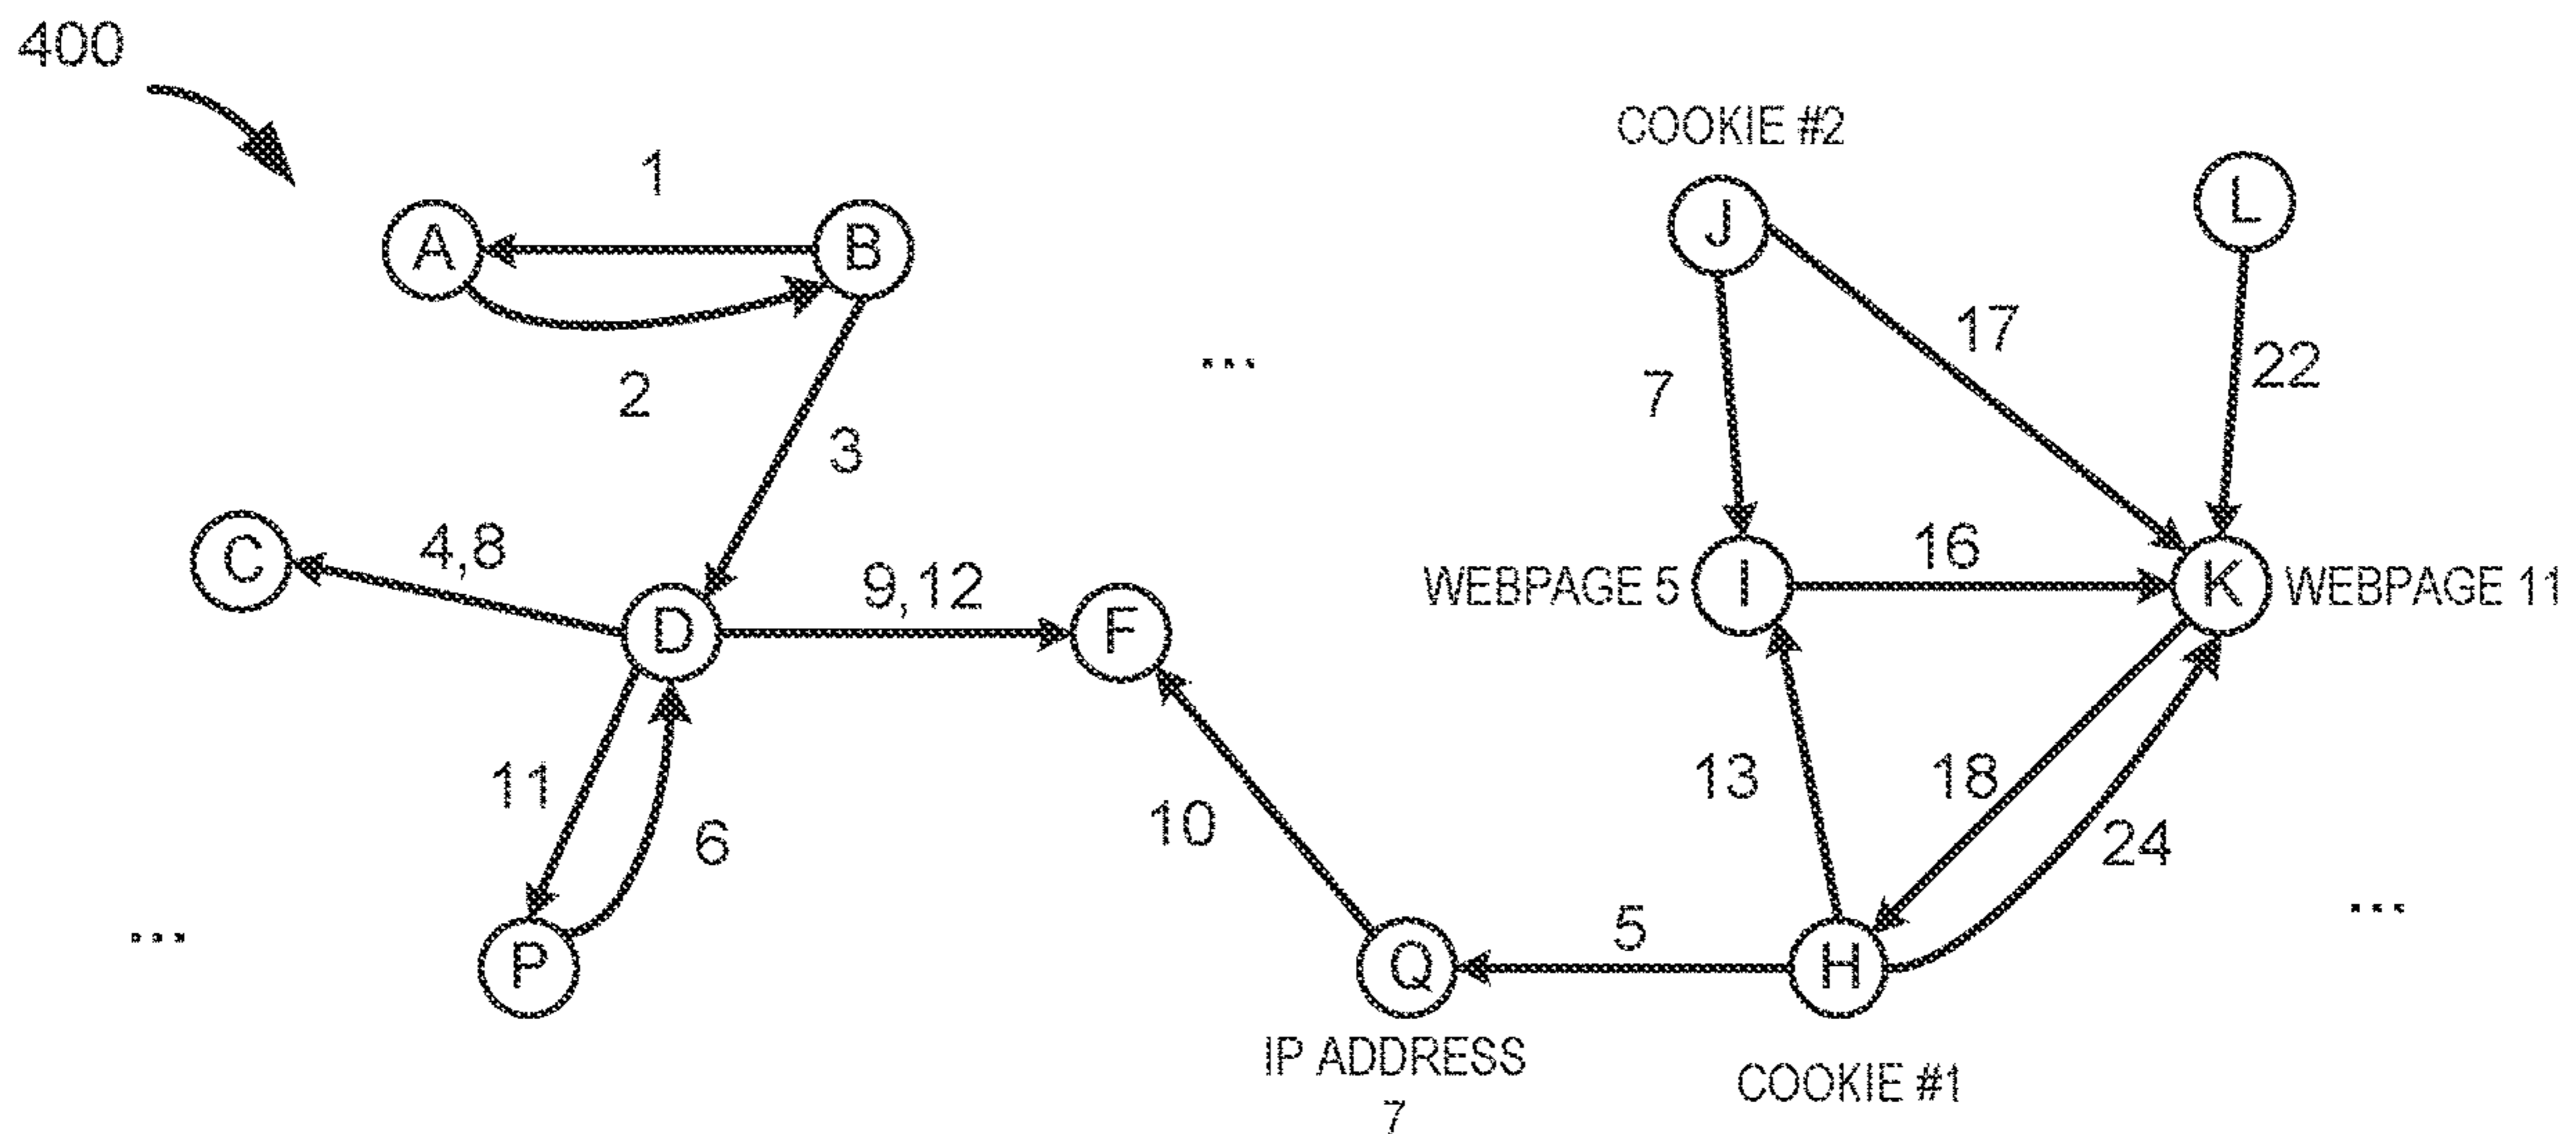 400
COOKIE #2
1
A
B
J
L
2
3
...
7
17
22
C
4,8
D
9,12
F
WEBPAGE 5
I
16
K
WEBPAGE 11
11
6
10
13
18
24
...
P
Q
5
H
...
IP ADDRESS
7
COOKIE #1